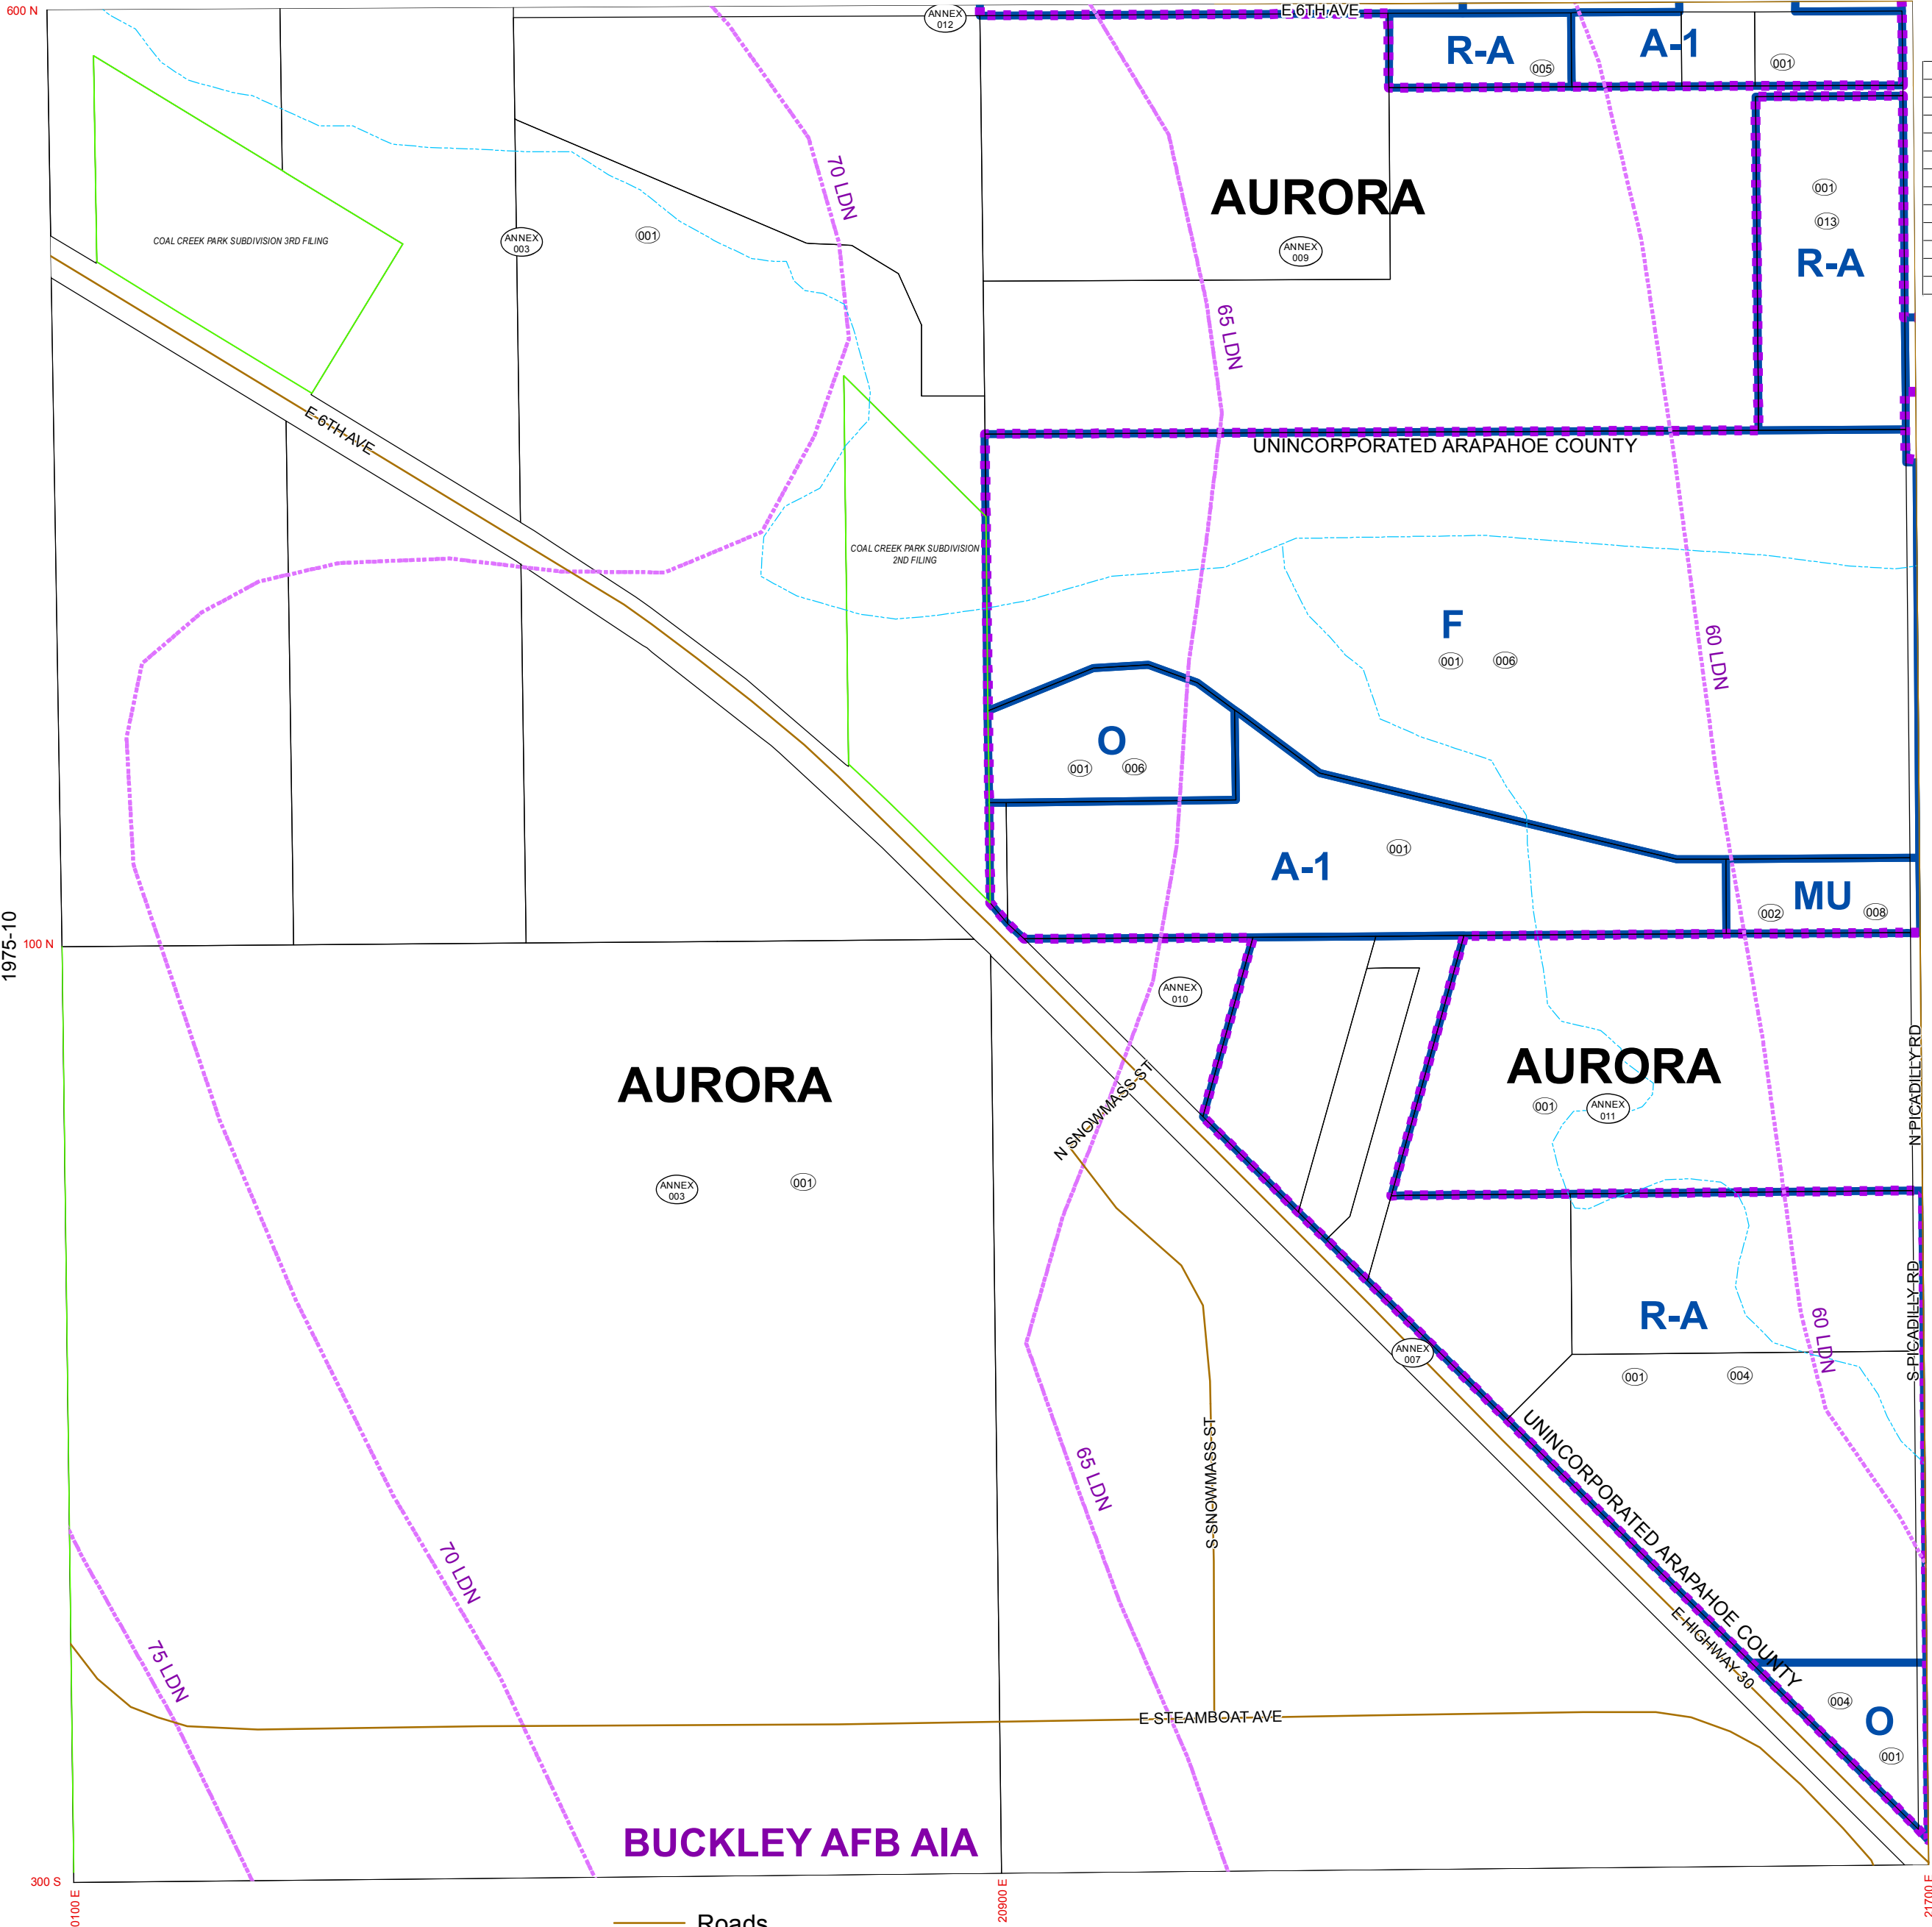 600 N
ANNEX
012
E 6TH AVE
R-A
005
A-1
001
70 LDN
AURORA
001
013
R-A
COAL CREEK PARK SUBDIVISION 3RD FILING
ANNEX
003
001
ANNEX
009
65 LDN
E 6TH AVE
UNINCORPORATED ARAPAHOE COUNTY
COAL CREEK PARK SUBDIVISION
2ND FILING
F
001
006
60 LDN
O
001
006
A-1
001
MU
002
008
1975-10
100 N
ANNEX
010
AURORA
001
ANNEX
011
N PICADILLY RD
AURORA
N SNOWMASS ST
ANNEX
003
001
R-A
S PICADILLY RD
60 LDN
ANNEX
007
001
004
65 LDN
S SNOWMASS ST
UNINCORPORATED ARAPAHOE COUNTY
70 LDN
75 LDN
E HIGHWAY 30
004
O
001
E STEAMBOAT AVE
BUCKLEY AFB AIA
300 S
0100 E
20900 E
21700 E
Roads